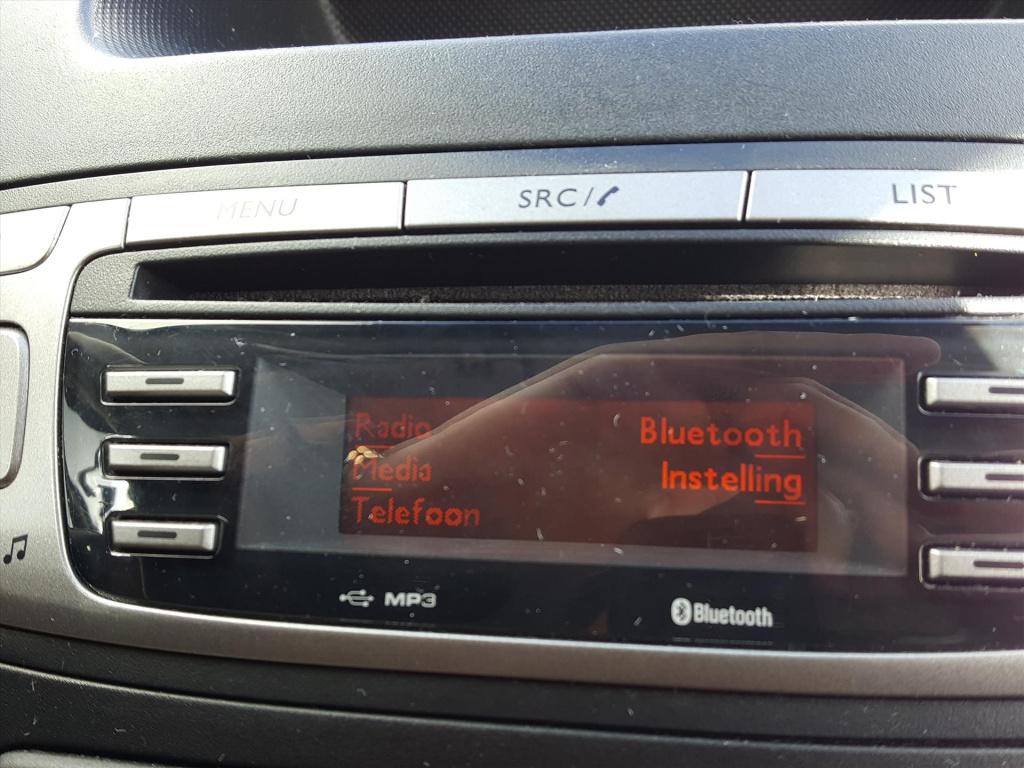 MENU
SRC/
LIST
Radio
Bluetooth
Media
Instelling
Telefoon
MP3
Bluetooth